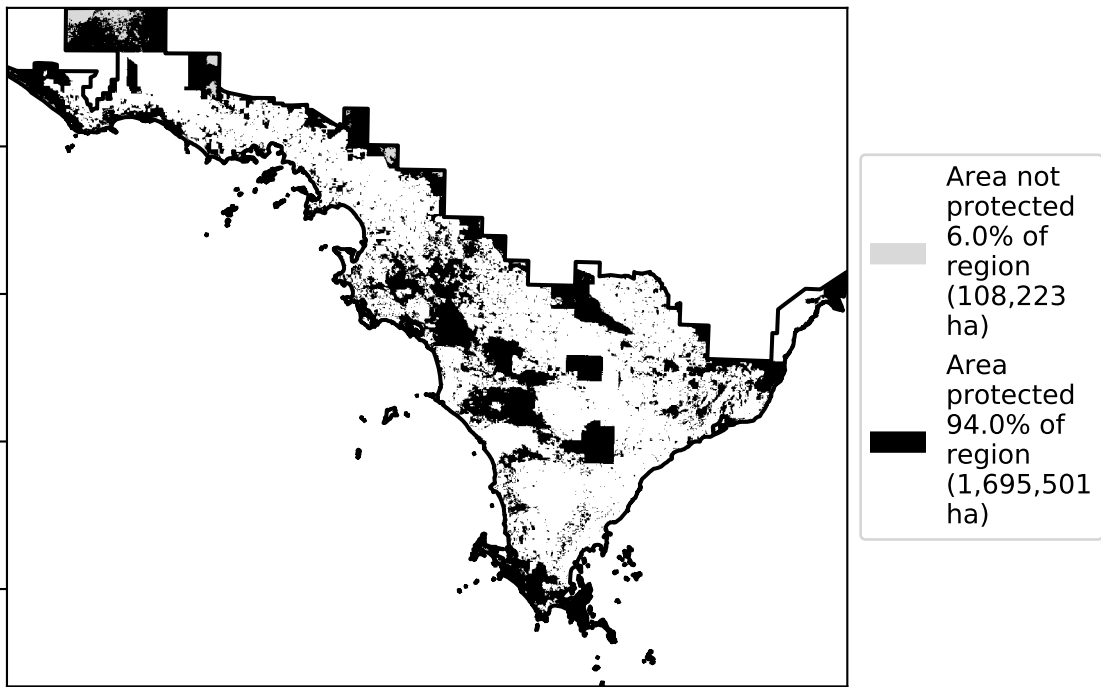 Area not
protected
6.0% of
region
(108,223
ha)
Area
protected
94.0% of
region
(1,695,501
ha)